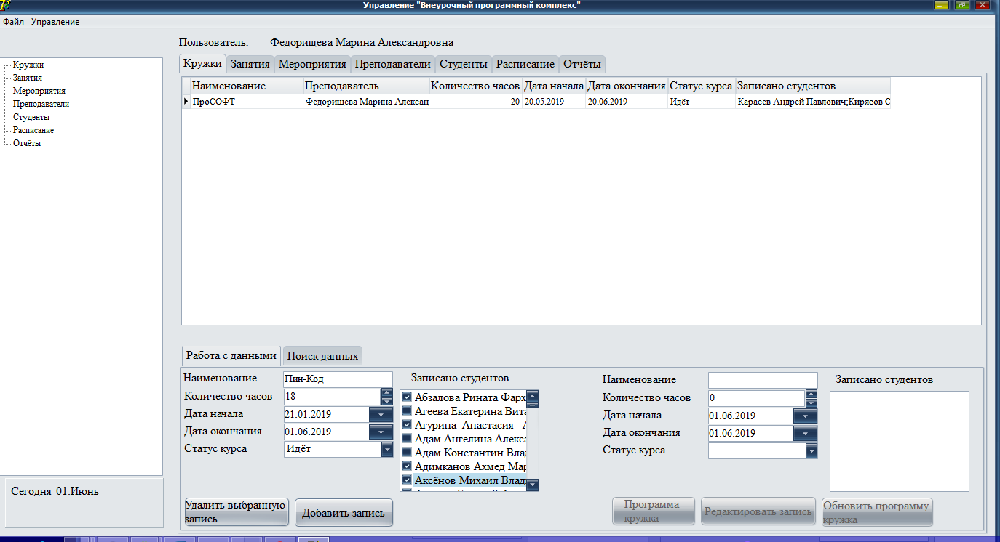 Управление "Внеурочный программный комплекс"
Файл Управление
Пользователь: Федорищева Марина Александровна
Кружки
Занятия
Мероприятия
Преподаватели
Студенты
Расписание
Отчёты
Сегодня 01.Июнь
Кружки Занятия Мероприятия Преподаватели Студенты Расписание Отчёты
Наименование Преподаватель Количество часов Дата начала Дата окончания Статус курса Записано студентов
ПроСОФТ Федорищева Марина Алексан 20 20.05.2019 20.06.2019 Идёт Карасев Андрей Павлович;Кирясов С
Работа с данными Поиск данных
Наименование Пин-Код
Количество часов 18
Дата начала 21.01.2019
Дата окончания 01.06.2019
Статус курса Идёт
Записано студентов
Абзалова Рината Фарх
Агеева Екатерина Вита
Агурина Анастасия А
Адам Ангелина Алекса
Адам Константин Влад
Адимканов Ахмед Мар
Аксёнов Михаил Влад
Удалить выбранную
запись
Добавить запись
Наименование
Количество часов 0
Дата начала 01.06.2019
Дата окончания 01.06.2019
Статус курса
Записано студентов
Программа
кружка
Редактировать запись
Обновить программу
кружка